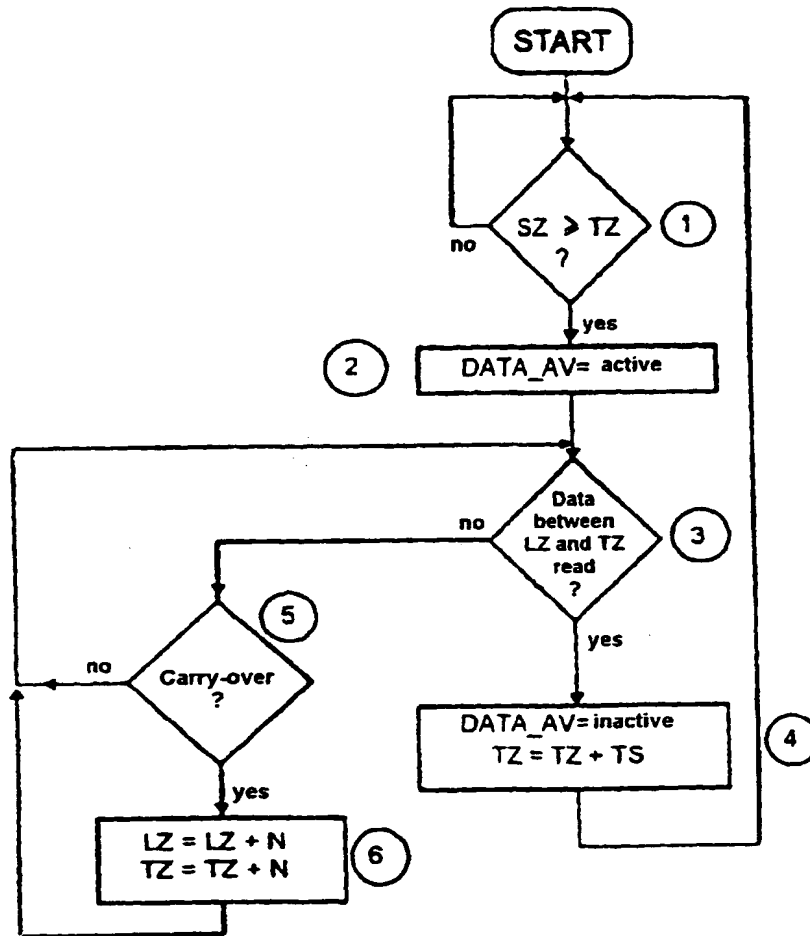 START
SZ ⩾ TZ
?
1
no
yes
2
DATA_AV= active
Data
between
LZ and TZ
read
?
3
no
yes
5
Carry-over
?
no
yes
DATA_AV=inactive
TZ = TZ + TS
4
LZ = LZ + N
TZ = TZ + N
6